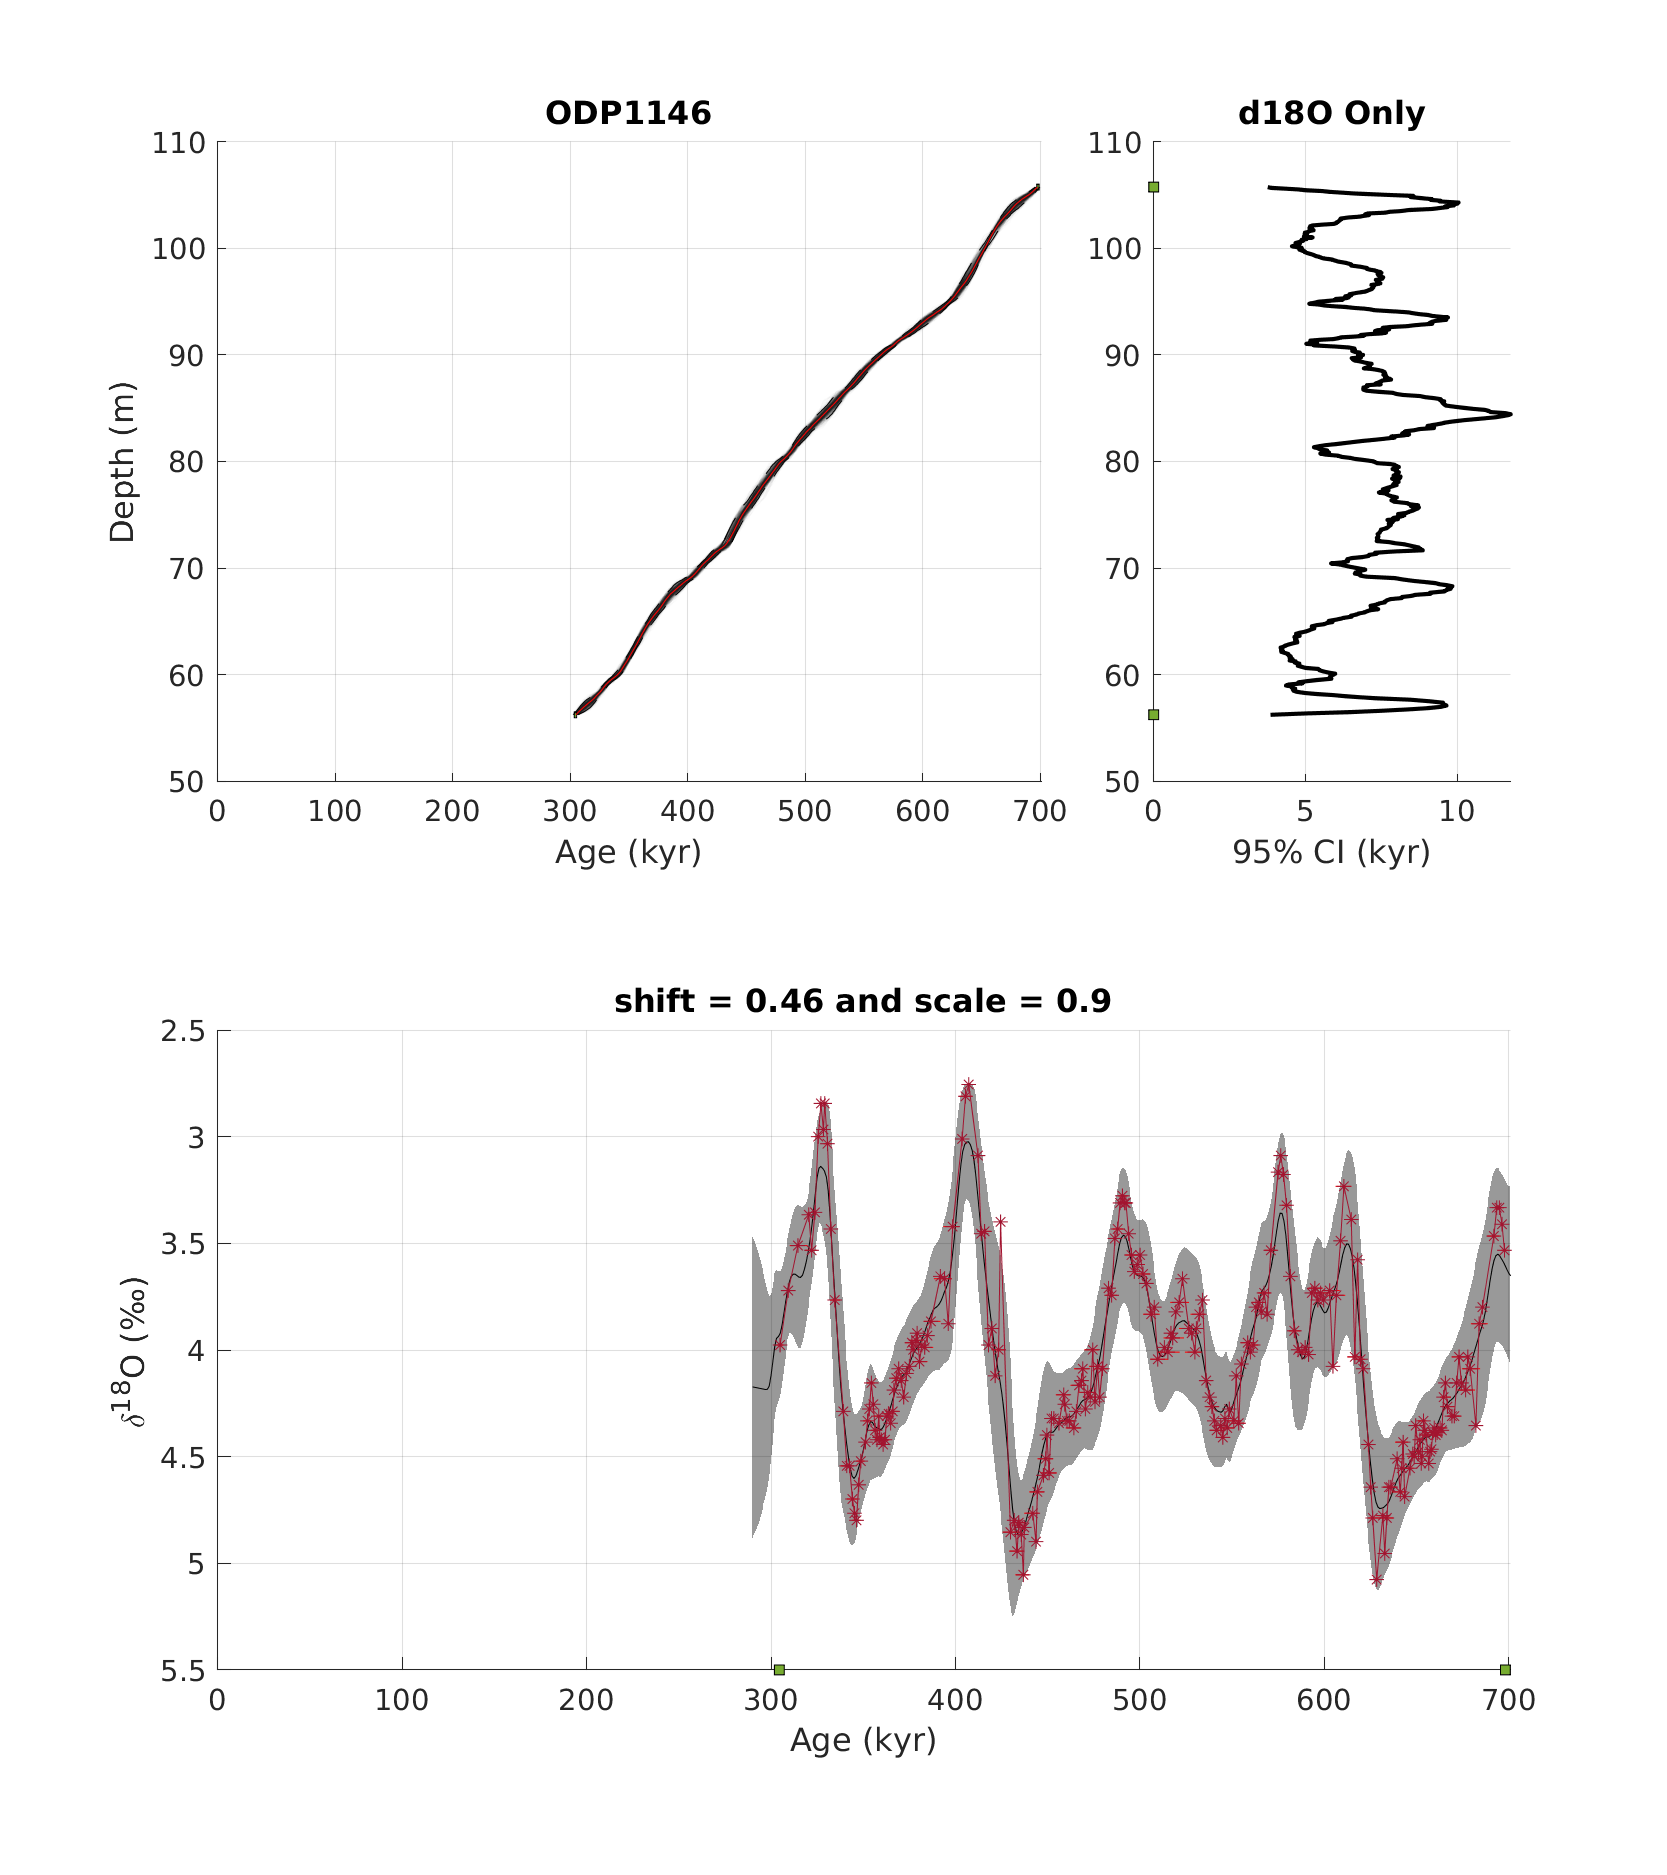 ODP1146
d18O Only
110
100
90
80
70
60
50
Depth (m)
0 100 200 300 400 500 600 700
Age (kyr)
110
100
90
80
70
60
50
0 5 10
95% CI (kyr)
shift = 0.46 and scale = 0.9
2.5
3
3.5
4
4.5
5
5.5
δ¹⁸O (‰)
0 100 200 300 400 500 600 700
Age (kyr)